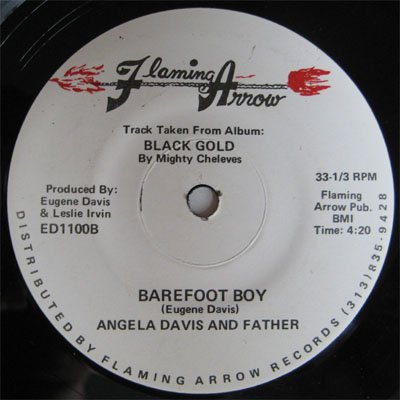 Flaming
Arrow
Track Taken From Album:
BLACK GOLD
By Mighty Cheleves
Produced By:
Eugene Davis
& Leslie Irvin
ED1100B
33-1/3 RPM
Flaming
Arrow Pub.
BMI
Time: 4:20
BAREFOOT BOY
(Eugene Davis)
ANGELA DAVIS AND FATHER
DISTRIBUTED BY FLAMING ARROW RECORDS (313) 835-9428